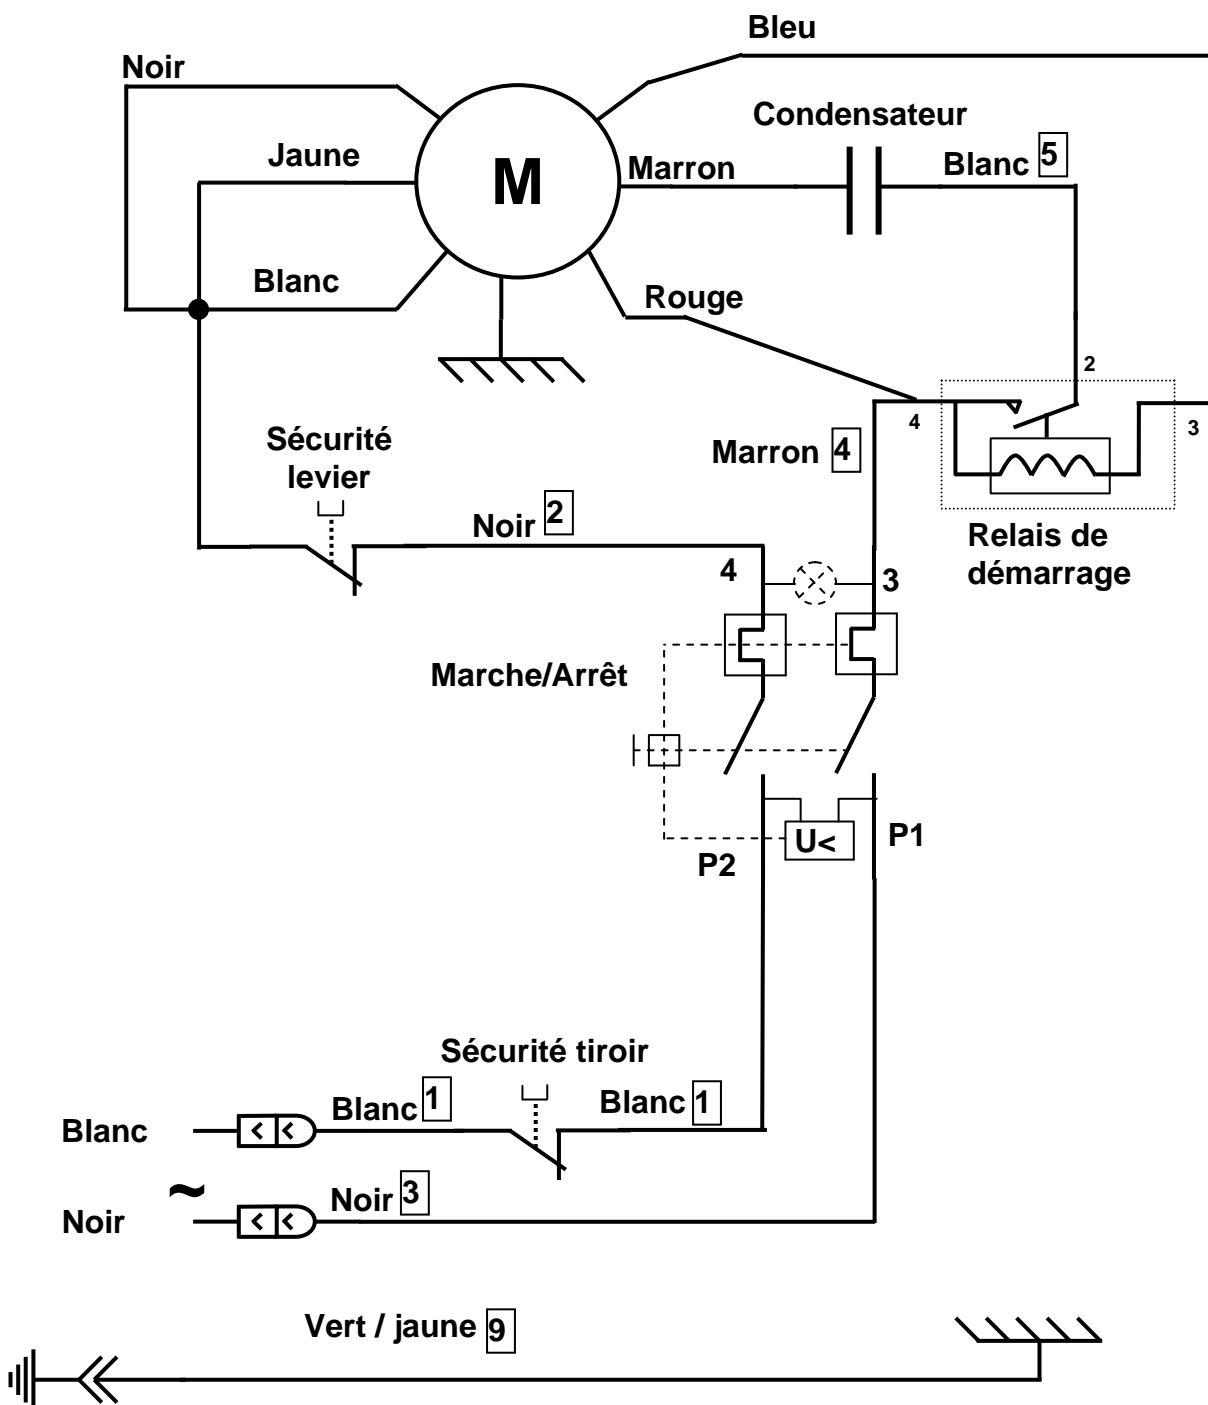 Bleu
Noir
Condensateur
Jaune
M
Marron
Blanc 5
Blanc
Rouge
2
4
3
Sécurité
levier
Marron 4
Noir 2
Relais de
démarrage
4
3
Marche/Arrêt
U<
P1
P2
Sécurité tiroir
Blanc 1
Blanc 1
Blanc
~
Noir 3
Noir
Vert / jaune 9